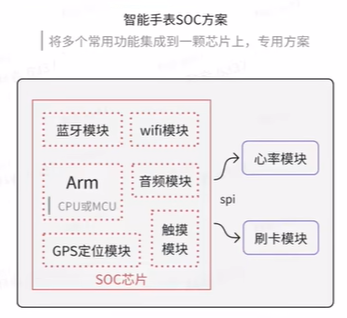 智能手表SOC方案
将多个常用功能集成到一颗芯片上，专用方案
蓝牙模块
wifi模块
Arm
CPU或MCU
音频模块
GPS定位模块
触摸
模块
SOC芯片
spi
心率模块
刷卡模块